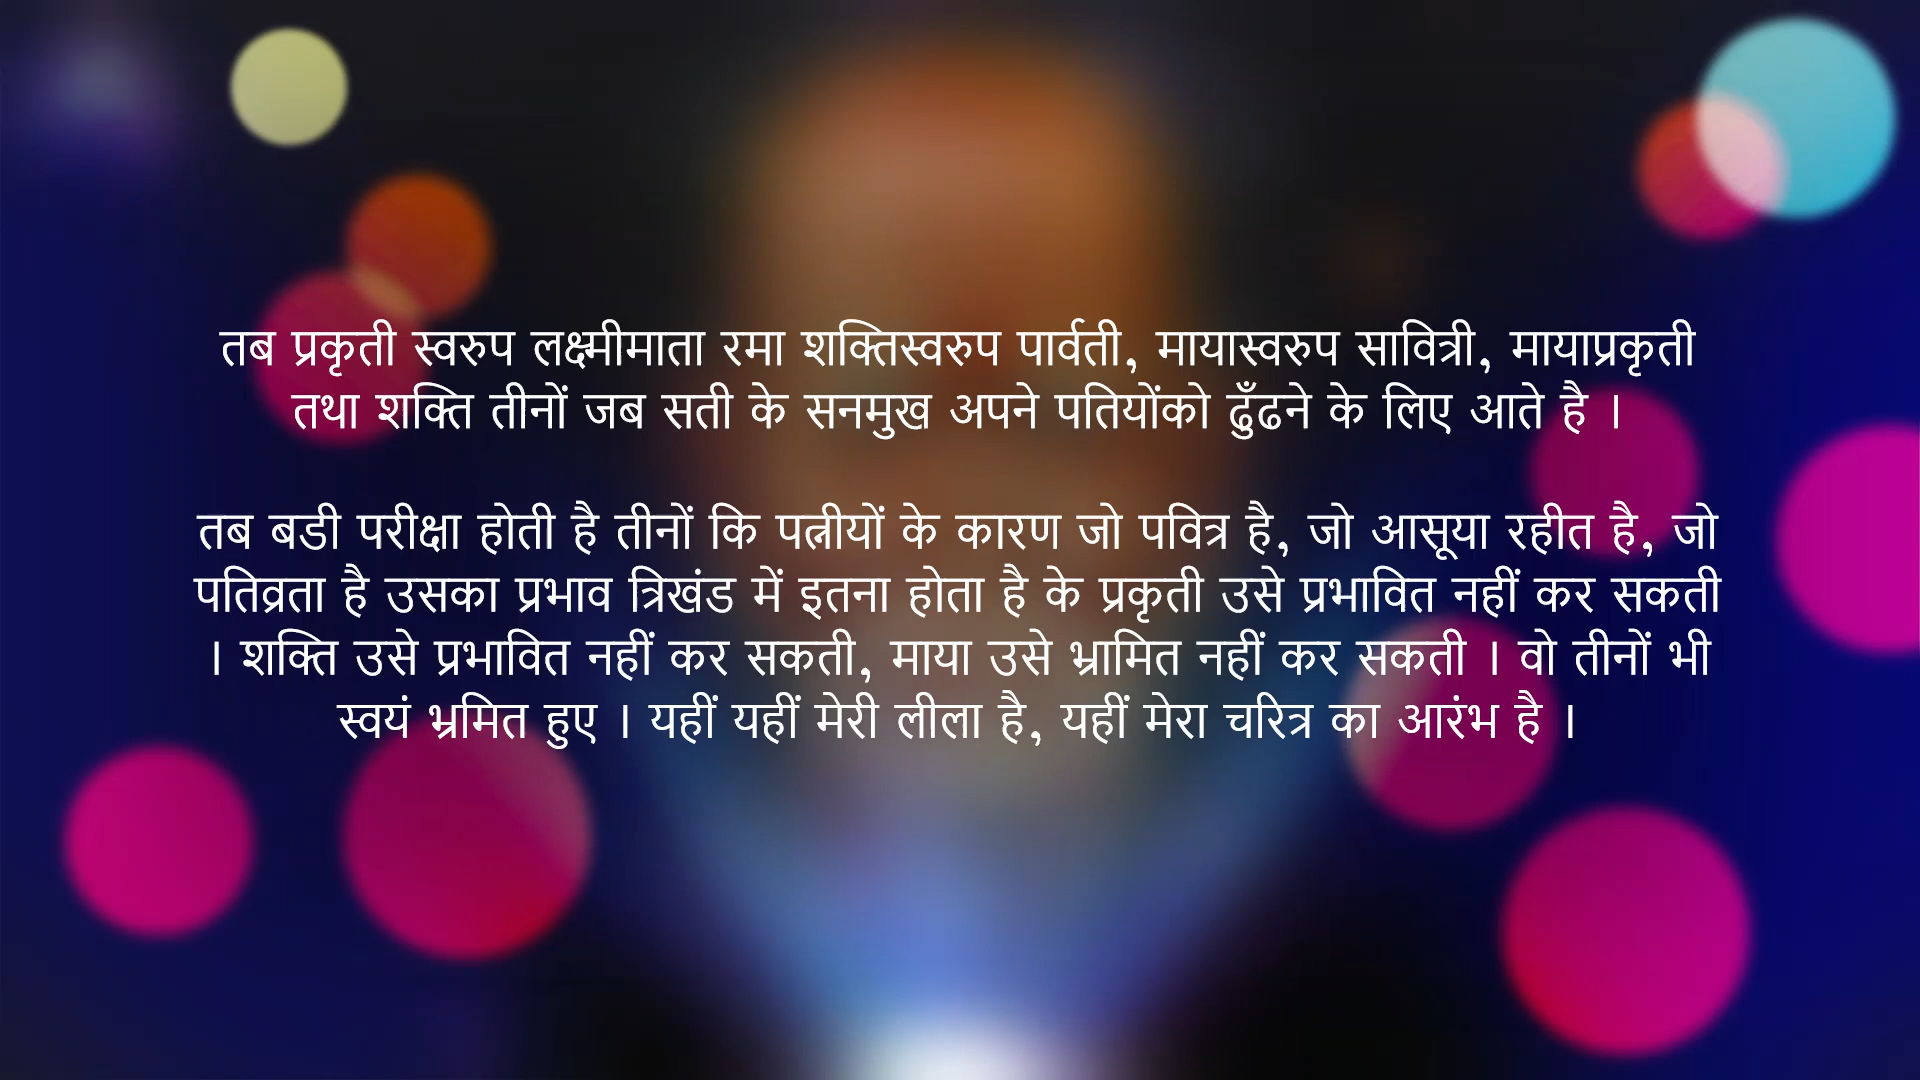 तब प्रकृती स्वरुप लक्ष्मीमाता रमा शक्तिस्वरुप पार्वती, मायास्वरुप सावित्री, मायाप्रकृती
तथा शक्ति तीनों जब सती के सनमुख अपने पतियोंको ढुँढने के लिए आते है ।
तब बडी परीक्षा होती है तीनों कि पत्नीयों के कारण जो पवित्र है, जो आसूया रहीत है, जो
पतिव्रता है उसका प्रभाव त्रिखंड में इतना होता है के प्रकृती उसे प्रभावित नहीं कर सकती
। शक्ति उसे प्रभावित नहीं कर सकती, माया उसे भ्रामित नहीं कर सकती । वो तीनों भी
स्वयं भ्रमित हुए । यहीं यहीं मेरी लीला है, यहीं मेरा चरित्र का आरंभ है ।